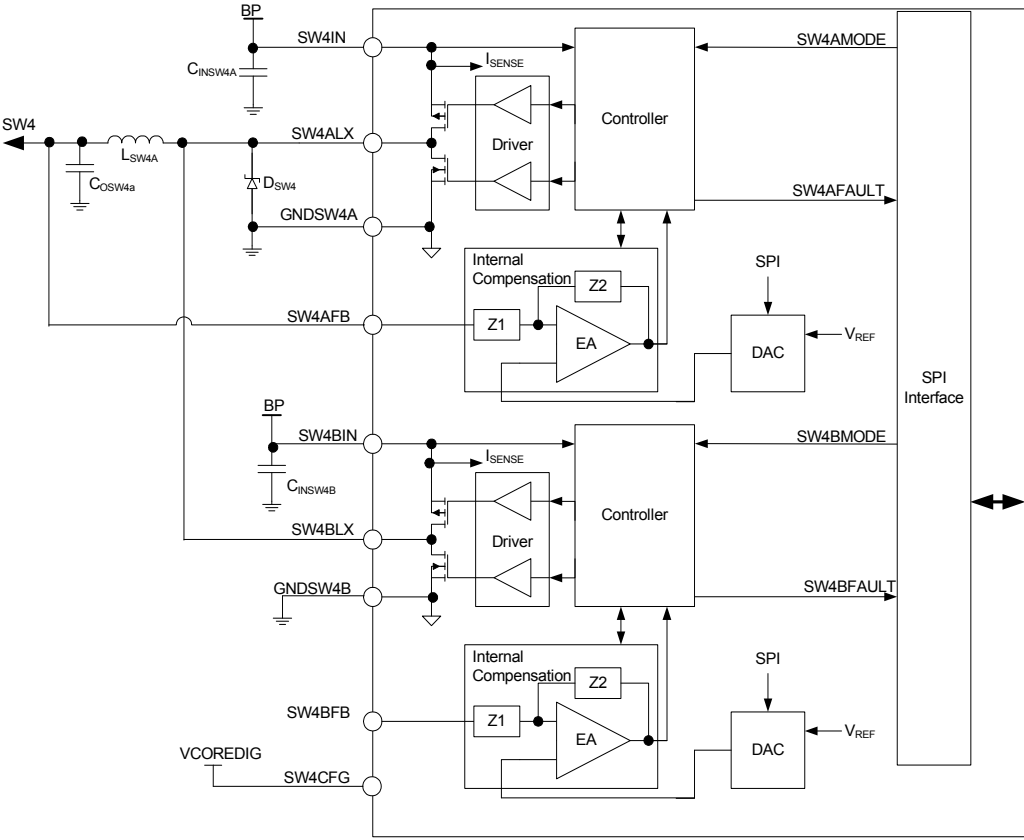 BP
SW4IN
SW4AMODE
CINSW4A
ISENSE
Controller
SW4
SW4ALX
Driver
LSW4A
COSW4a
DSW4
SW4AFAULT
GNDSW4A
Internal
Compensation
Z2
SPI
SW4AFB
Z1
EA
DAC
VREF
SPI
Interface
BP
SW4BIN
SW4BMODE
CINSW4B
ISENSE
Controller
SW4BLX
Driver
GNDSW4B
SW4BFAULT
Internal
Compensation
Z2
SPI
SW4BFB
Z1
EA
DAC
VREF
VCOREDIG
SW4CFG